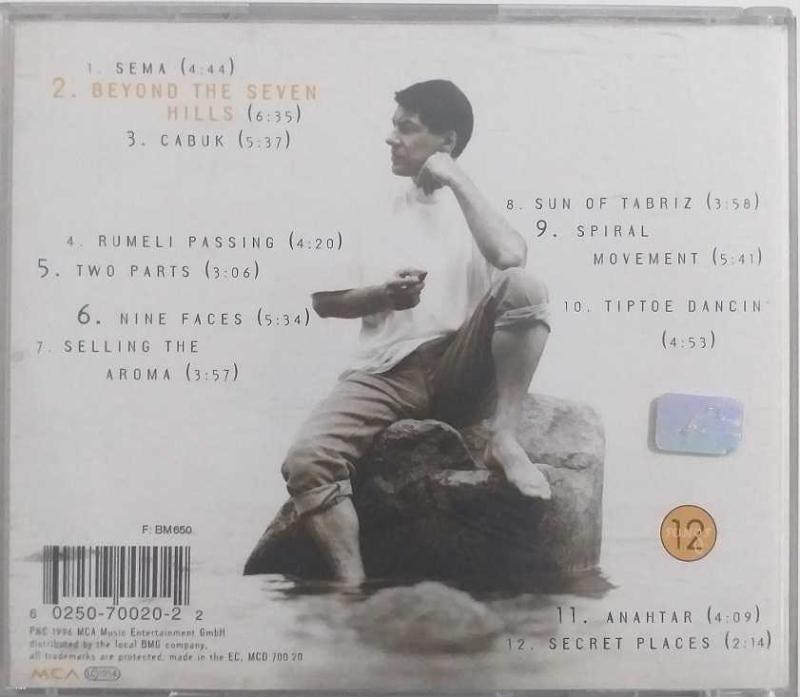 1. SEMA (4:44)
2. BEYOND THE SEVEN
HILLS (6:35)
3. CABUK (5:37)
4. RUMELI PASSING (4:20)
5. TWO PARTS (3:06)
6. NINE FACES (5:34)
7. SELLING THE
AROMA (3:57)
8. SUN OF TABRIZ (3:58)
9. SPIRAL
MOVEMENT (5:41)
10. TIPTOE DANCIN
(4:53)
12
11. ANAHTAR (4:09)
12. SECRET PLACES (2:14)
F: BM650
6 0250-70020-2 2
P&C 1996 MCA Music Entertainment GmbH
distributed by the local BMG company,
all trademarks are protected, made in the EC, MCD 700 20
MCA